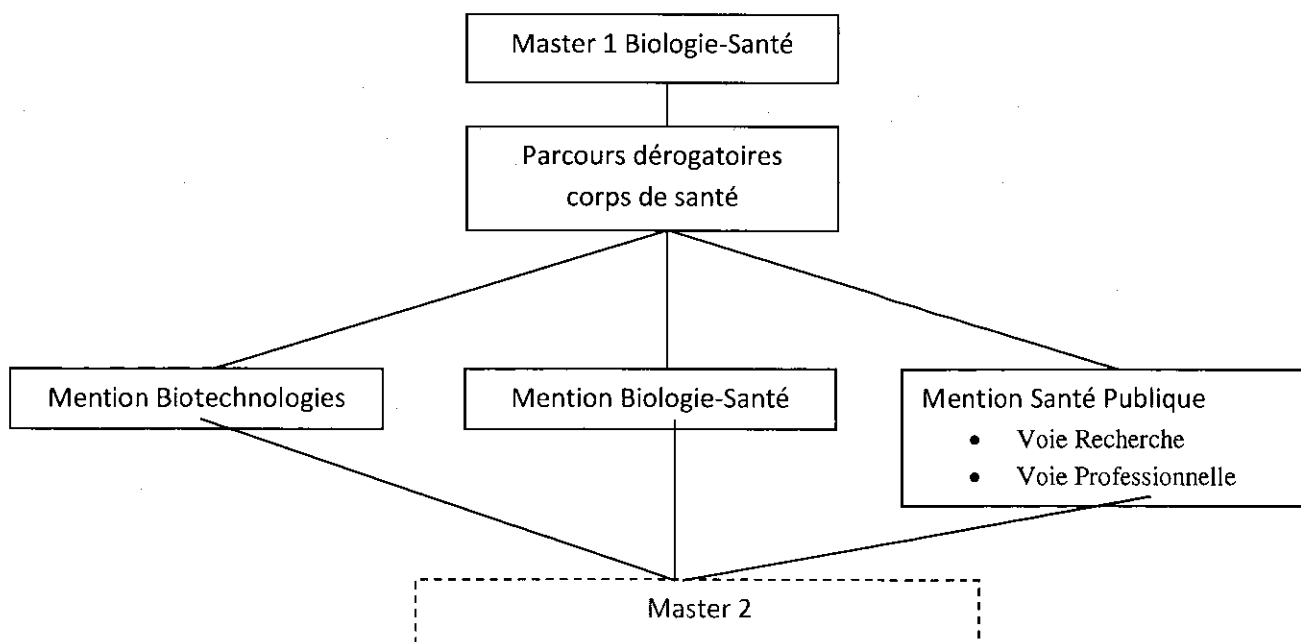 Master 1 Biologie-Santé
Parcours dérogatoires
corps de santé
Mention Biotechnologies
Mention Biologie-Santé
Mention Santé Publique
• Voie Recherche
• Voie Professionnelle
Master 2